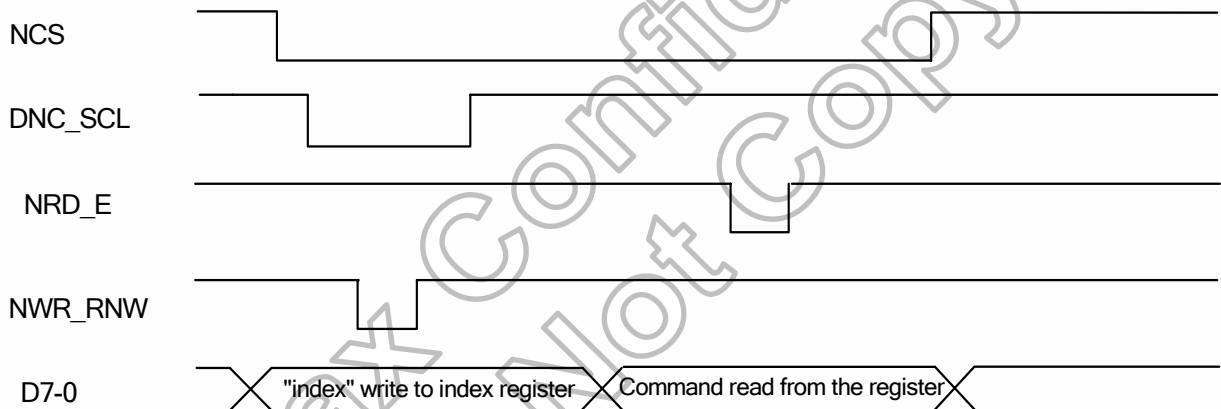 NCS
DNC_SCL
NRD_E
NWR_RNW
D7-0
"index" write to index register
Command read from the register